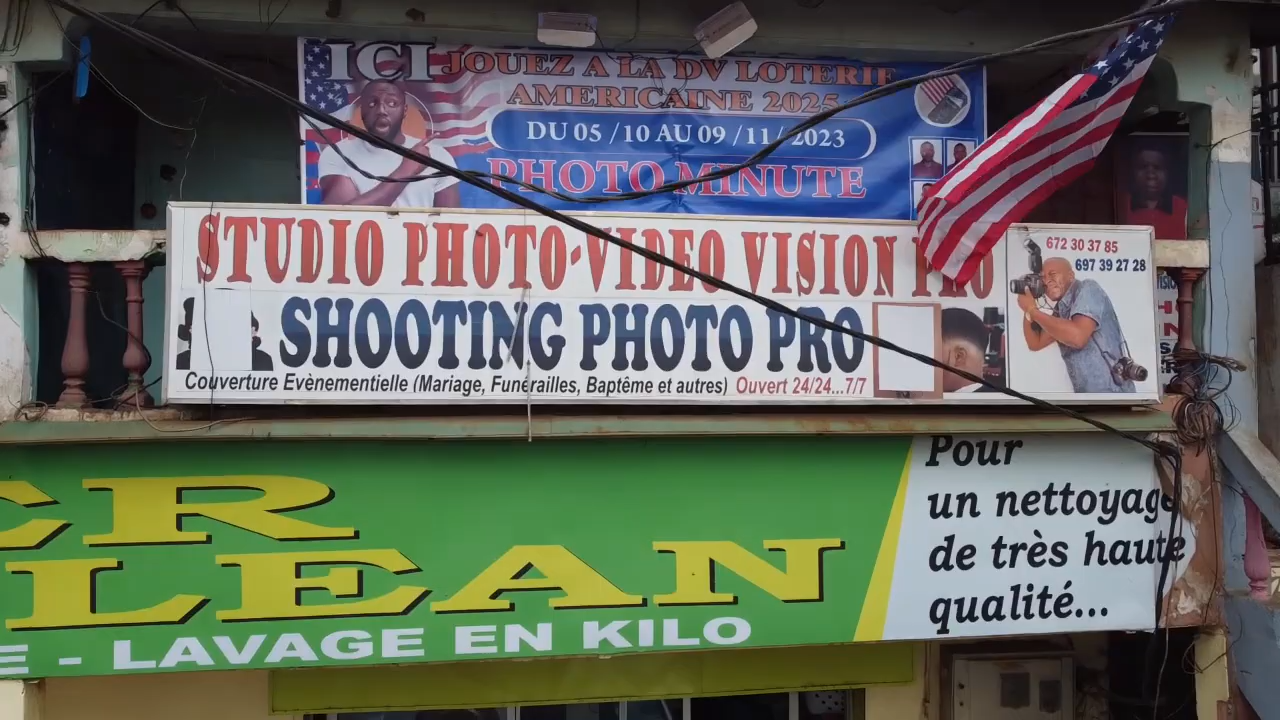 ICI JOUEZ A LA DV LOTERIE
AMERICAINE 2025
DU 05 /10 AU 09 /11 / 2023
PHOTO MINUTE
STUDIO PHOTO-VIDEO VISION PRO
672 30 37 85
697 39 27 28
SHOOTING PHOTO PRO
Couverture Evènementielle (Mariage, Funérailles, Baptême et autres) Ouvert 24/24...7/7
CR
LEAN
E - LAVAGE EN KILO
Pour
un nettoyage
de très haute
qualité...